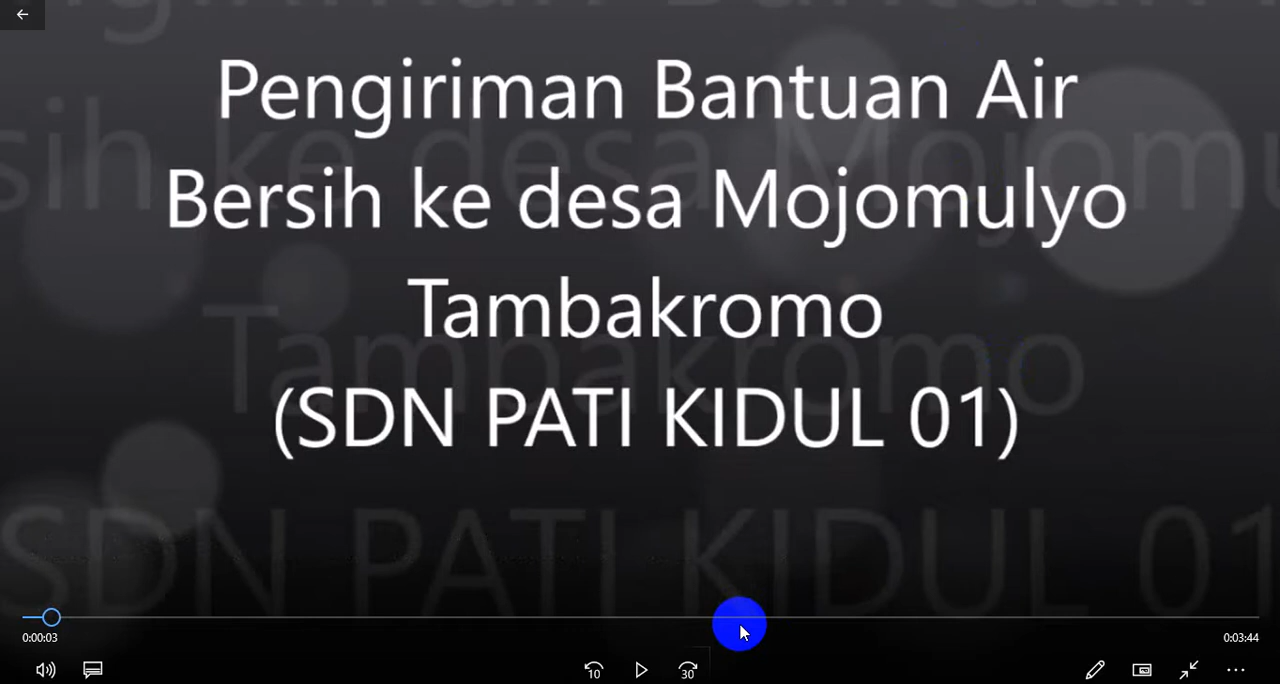 Pengiriman Bantuan Air
Bersih ke desa Mojomulyo
Tambakromo
(SDN PATI KIDUL 01)
0:00:03
0:03:44
10
30